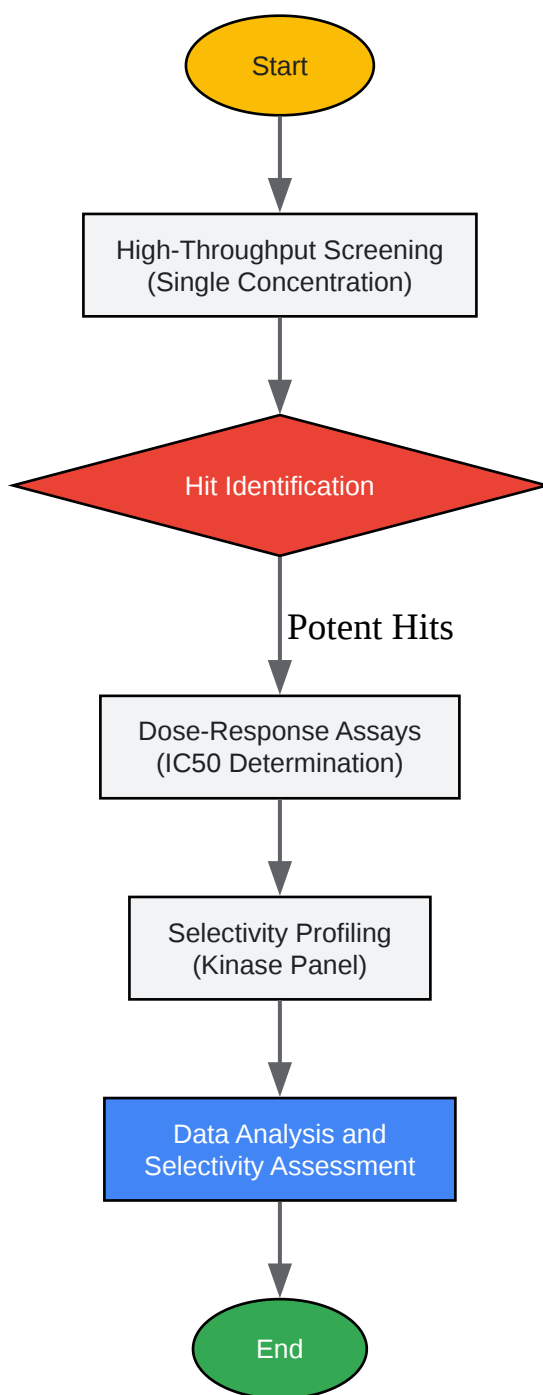 Start
High-Throughput Screening
(Single Concentration)
Hit Identification
Potent Hits
Dose-Response Assays
(IC50 Determination)
Selectivity Profiling
(Kinase Panel)
Data Analysis and
Selectivity Assessment
End